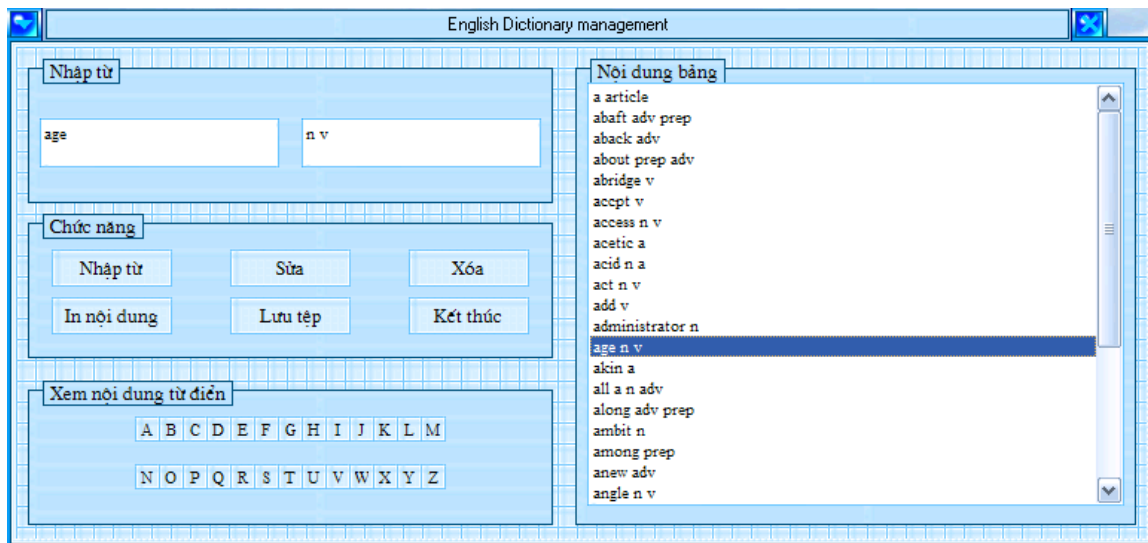 English Dictionary management
Nhập từ
age
n v
Chức năng
Nhập từ
Sửa
Xóa
In nội dung
Lưu tệp
Kết thúc
Xem nội dung từ điển
A B C D E F G H I J K L M
N O P Q R S T U V W X Y Z
Nội dung bảng
a article
abaft adv prep
aback adv
about prep adv
abridge v
accpt v
access n v
acetic a
acid n a
act n v
add v
administrator n
age n v
akin a
all a n adv
along adv prep
ambit n
among prep
anew adv
angle n v